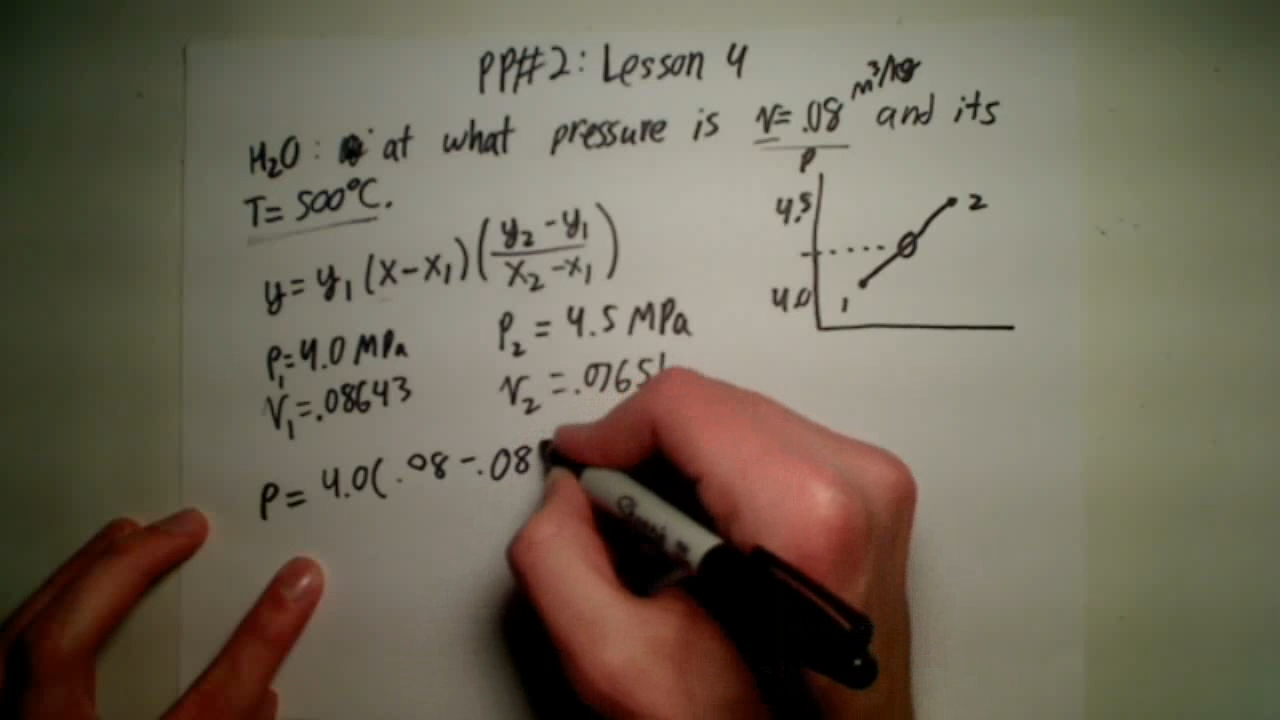 PP#2: Lesson 4
H₂O: at what pressure is v=.08 m³/kg and its
T= 500°C.
y= y₁(x-x₁)(y₂-y₁/x₂-x₁)
P
4.5
2
4.0
1
P₁=4.0 MPa
P₂=4.5 MPa
v₁=.08643
v₂=.0765
P= 4.0(.08-.08